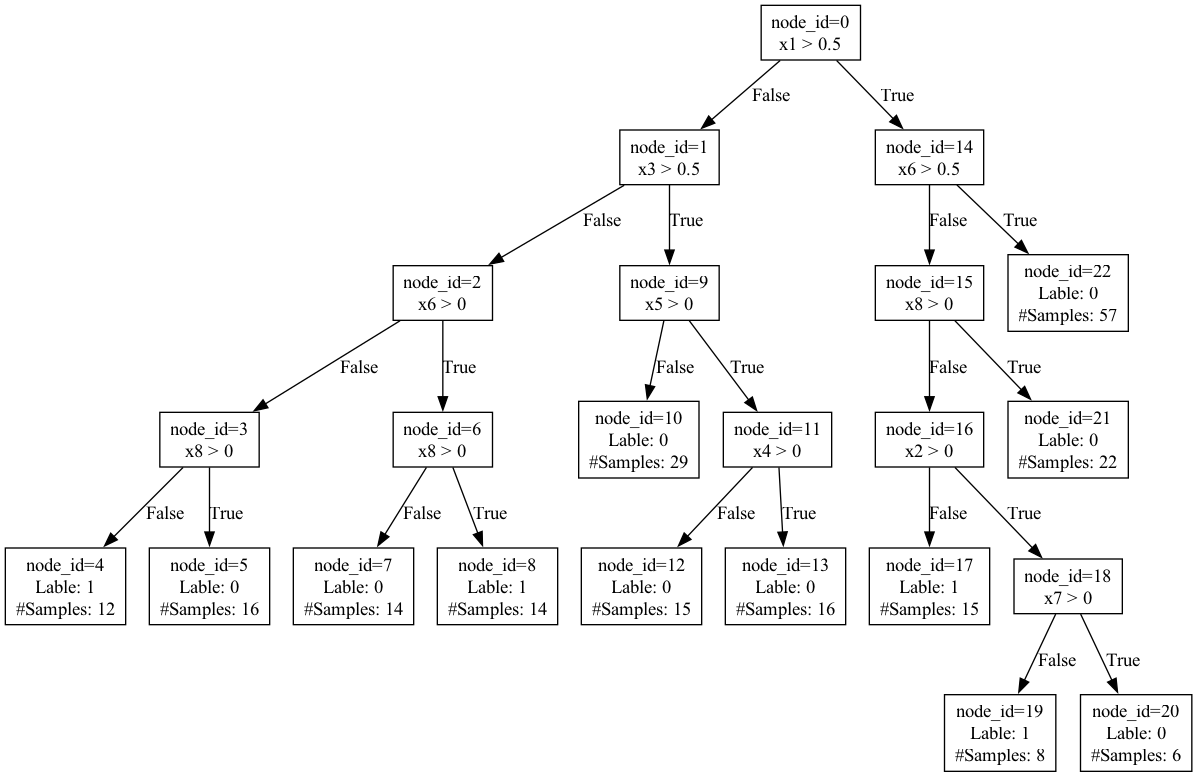 node_id=0
x1 > 0.5
False
True
node_id=1
x3 > 0.5
node_id=14
x6 > 0.5
False
True
False
True
node_id=2
x6 > 0
node_id=9
x5 > 0
node_id=15
x8 > 0
node_id=22
Lable: 0
#Samples: 57
False
True
False
True
False
True
node_id=3
x8 > 0
node_id=6
x8 > 0
node_id=10
Lable: 0
#Samples: 29
node_id=11
x4 > 0
node_id=16
x2 > 0
node_id=21
Lable: 0
#Samples: 22
False
True
False
True
False
True
False
True
node_id=4
Lable: 1
#Samples: 12
node_id=5
Lable: 0
#Samples: 16
node_id=7
Lable: 0
#Samples: 14
node_id=8
Lable: 1
#Samples: 14
node_id=12
Lable: 0
#Samples: 15
node_id=13
Lable: 0
#Samples: 16
node_id=17
Lable: 1
#Samples: 15
node_id=18
x7 > 0
False
True
node_id=19
Lable: 1
#Samples: 8
node_id=20
Lable: 0
#Samples: 6